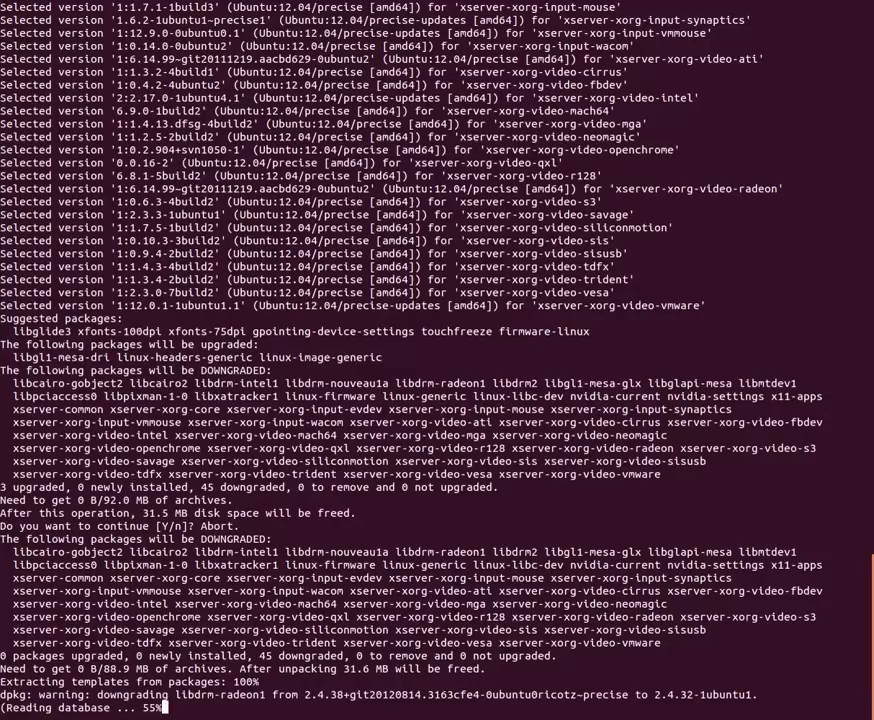 Selected version '1:1.7.1-1build3' (Ubuntu:12.04/precise [amd64]) for 'xserver-xorg-input-mouse'
Selected version '1.6.2-1ubuntu1~precise1' (Ubuntu:12.04/precise-updates [amd64]) for 'xserver-xorg-input-synaptics'
Selected version '1:12.9.0-0ubuntu0.1' (Ubuntu:12.04/precise-updates [amd64]) for 'xserver-xorg-input-vmmouse'
Selected version '1:0.14.0-0ubuntu2' (Ubuntu:12.04/precise [amd64]) for 'xserver-xorg-input-wacom'
Selected version '1:6.14.99~git20111219.aacbd629-0ubuntu2' (Ubuntu:12.04/precise [amd64]) for 'xserver-xorg-video-ati'
Selected version '1:1.3.2-4build1' (Ubuntu:12.04/precise [amd64]) for 'xserver-xorg-video-cirrus'
Selected version '1:0.4.2-4ubuntu2' (Ubuntu:12.04/precise [amd64]) for 'xserver-xorg-video-fbdev'
Selected version '2:2.17.0-1ubuntu4.1' (Ubuntu:12.04/precise-updates [amd64]) for 'xserver-xorg-video-intel'
Selected version '6.9.0-1build2' (Ubuntu:12.04/precise [amd64]) for 'xserver-xorg-video-mach64'
Selected version '1:1.4.13.dfsg-4build2' (Ubuntu:12.04/precise [amd64]) for 'xserver-xorg-video-mga'
Selected version '1:1.2.5-2build2' (Ubuntu:12.04/precise [amd64]) for 'xserver-xorg-video-neomagic'
Selected version '1:0.2.904+svn1050-1' (Ubuntu:12.04/precise [amd64]) for 'xserver-xorg-video-openchrome'
Selected version '0.0.16-2' (Ubuntu:12.04/precise [amd64]) for 'xserver-xorg-video-qxl'
Selected version '6.8.1-5build2' (Ubuntu:12.04/precise [amd64]) for 'xserver-xorg-video-r128'
Selected version '1:6.14.99~git20111219.aacbd629-0ubuntu2' (Ubuntu:12.04/precise [amd64]) for 'xserver-xorg-video-radeon'
Selected version '1:0.6.3-4build2' (Ubuntu:12.04/precise [amd64]) for 'xserver-xorg-video-s3'
Selected version '1:2.3.3-1ubuntu1' (Ubuntu:12.04/precise [amd64]) for 'xserver-xorg-video-savage'
Selected version '1:1.7.5-1build2' (Ubuntu:12.04/precise [amd64]) for 'xserver-xorg-video-siliconmotion'
Selected version '1:0.10.3-3build2' (Ubuntu:12.04/precise [amd64]) for 'xserver-xorg-video-sis'
Selected version '1:0.9.4-2build2' (Ubuntu:12.04/precise [amd64]) for 'xserver-xorg-video-sisusb'
Selected version '1:1.4.3-4build2' (Ubuntu:12.04/precise [amd64]) for 'xserver-xorg-video-tdfx'
Selected version '1:1.3.4-2build2' (Ubuntu:12.04/precise [amd64]) for 'xserver-xorg-video-trident'
Selected version '1:2.3.0-7build2' (Ubuntu:12.04/precise [amd64]) for 'xserver-xorg-video-vesa'
Selected version '1:12.0.1-1ubuntu1.1' (Ubuntu:12.04/precise-updates [amd64]) for 'xserver-xorg-video-vmware'
Suggested packages:
libglide3 xfonts-100dpi xfonts-75dpi gpointing-device-settings touchfreeze firmware-linux
The following packages will be upgraded:
libgl1-mesa-dri linux-headers-generic linux-image-generic
The following packages will be DOWNGRADED:
libcairo-gobject2 libcairo2 libdrm-intel1 libdrm-nouveau1a libdrm-radeon1 libdrm2 libgl1-mesa-glx libglapi-mesa libmtdev1
libpciaccess0 libpixman-1-0 libxatracker1 linux-firmware linux-generic linux-libc-dev nvidia-current nvidia-settings x11-apps
xserver-common xserver-xorg-core xserver-xorg-input-evdev xserver-xorg-input-mouse xserver-xorg-input-synaptics
xserver-xorg-input-vmmouse xserver-xorg-input-wacom xserver-xorg-video-ati xserver-xorg-video-cirrus xserver-xorg-video-fbdev
xserver-xorg-video-intel xserver-xorg-video-mach64 xserver-xorg-video-mga xserver-xorg-video-neomagic
xserver-xorg-video-openchrome xserver-xorg-video-qxl xserver-xorg-video-r128 xserver-xorg-video-radeon xserver-xorg-video-s3
xserver-xorg-video-savage xserver-xorg-video-siliconmotion xserver-xorg-video-sis xserver-xorg-video-sisusb
xserver-xorg-video-tdfx xserver-xorg-video-trident xserver-xorg-video-vesa xserver-xorg-video-vmware
3 upgraded, 0 newly installed, 45 downgraded, 0 to remove and 0 not upgraded.
Need to get 0 B/92.0 MB of archives.
After this operation, 31.5 MB disk space will be freed.
Do you want to continue [Y/n]? Abort.
The following packages will be DOWNGRADED:
libcairo-gobject2 libcairo2 libdrm-intel1 libdrm-nouveau1a libdrm-radeon1 libdrm2 libgl1-mesa-glx libglapi-mesa libmtdev1
libpciaccess0 libpixman-1-0 libxatracker1 linux-firmware linux-generic linux-libc-dev nvidia-current nvidia-settings x11-apps
xserver-common xserver-xorg-core xserver-xorg-input-evdev xserver-xorg-input-mouse xserver-xorg-input-synaptics
xserver-xorg-input-vmmouse xserver-xorg-input-wacom xserver-xorg-video-ati xserver-xorg-video-cirrus xserver-xorg-video-fbdev
xserver-xorg-video-intel xserver-xorg-video-mach64 xserver-xorg-video-mga xserver-xorg-video-neomagic
xserver-xorg-video-openchrome xserver-xorg-video-qxl xserver-xorg-video-r128 xserver-xorg-video-radeon xserver-xorg-video-s3
xserver-xorg-video-savage xserver-xorg-video-siliconmotion xserver-xorg-video-sis xserver-xorg-video-sisusb
xserver-xorg-video-tdfx xserver-xorg-video-trident xserver-xorg-video-vesa xserver-xorg-video-vmware
0 packages upgraded, 0 newly installed, 45 downgraded, 0 to remove and 0 not upgraded.
Need to get 0 B/88.9 MB of archives. After unpacking 31.6 MB will be freed.
Extracting templates from packages: 100%
dpkg: warning: downgrading libdrm-radeon1 from 2.4.38+git20120814.3163cfe4-0ubuntu0ricotz~precise to 2.4.32-1ubuntu1.
(Reading database ... 55%